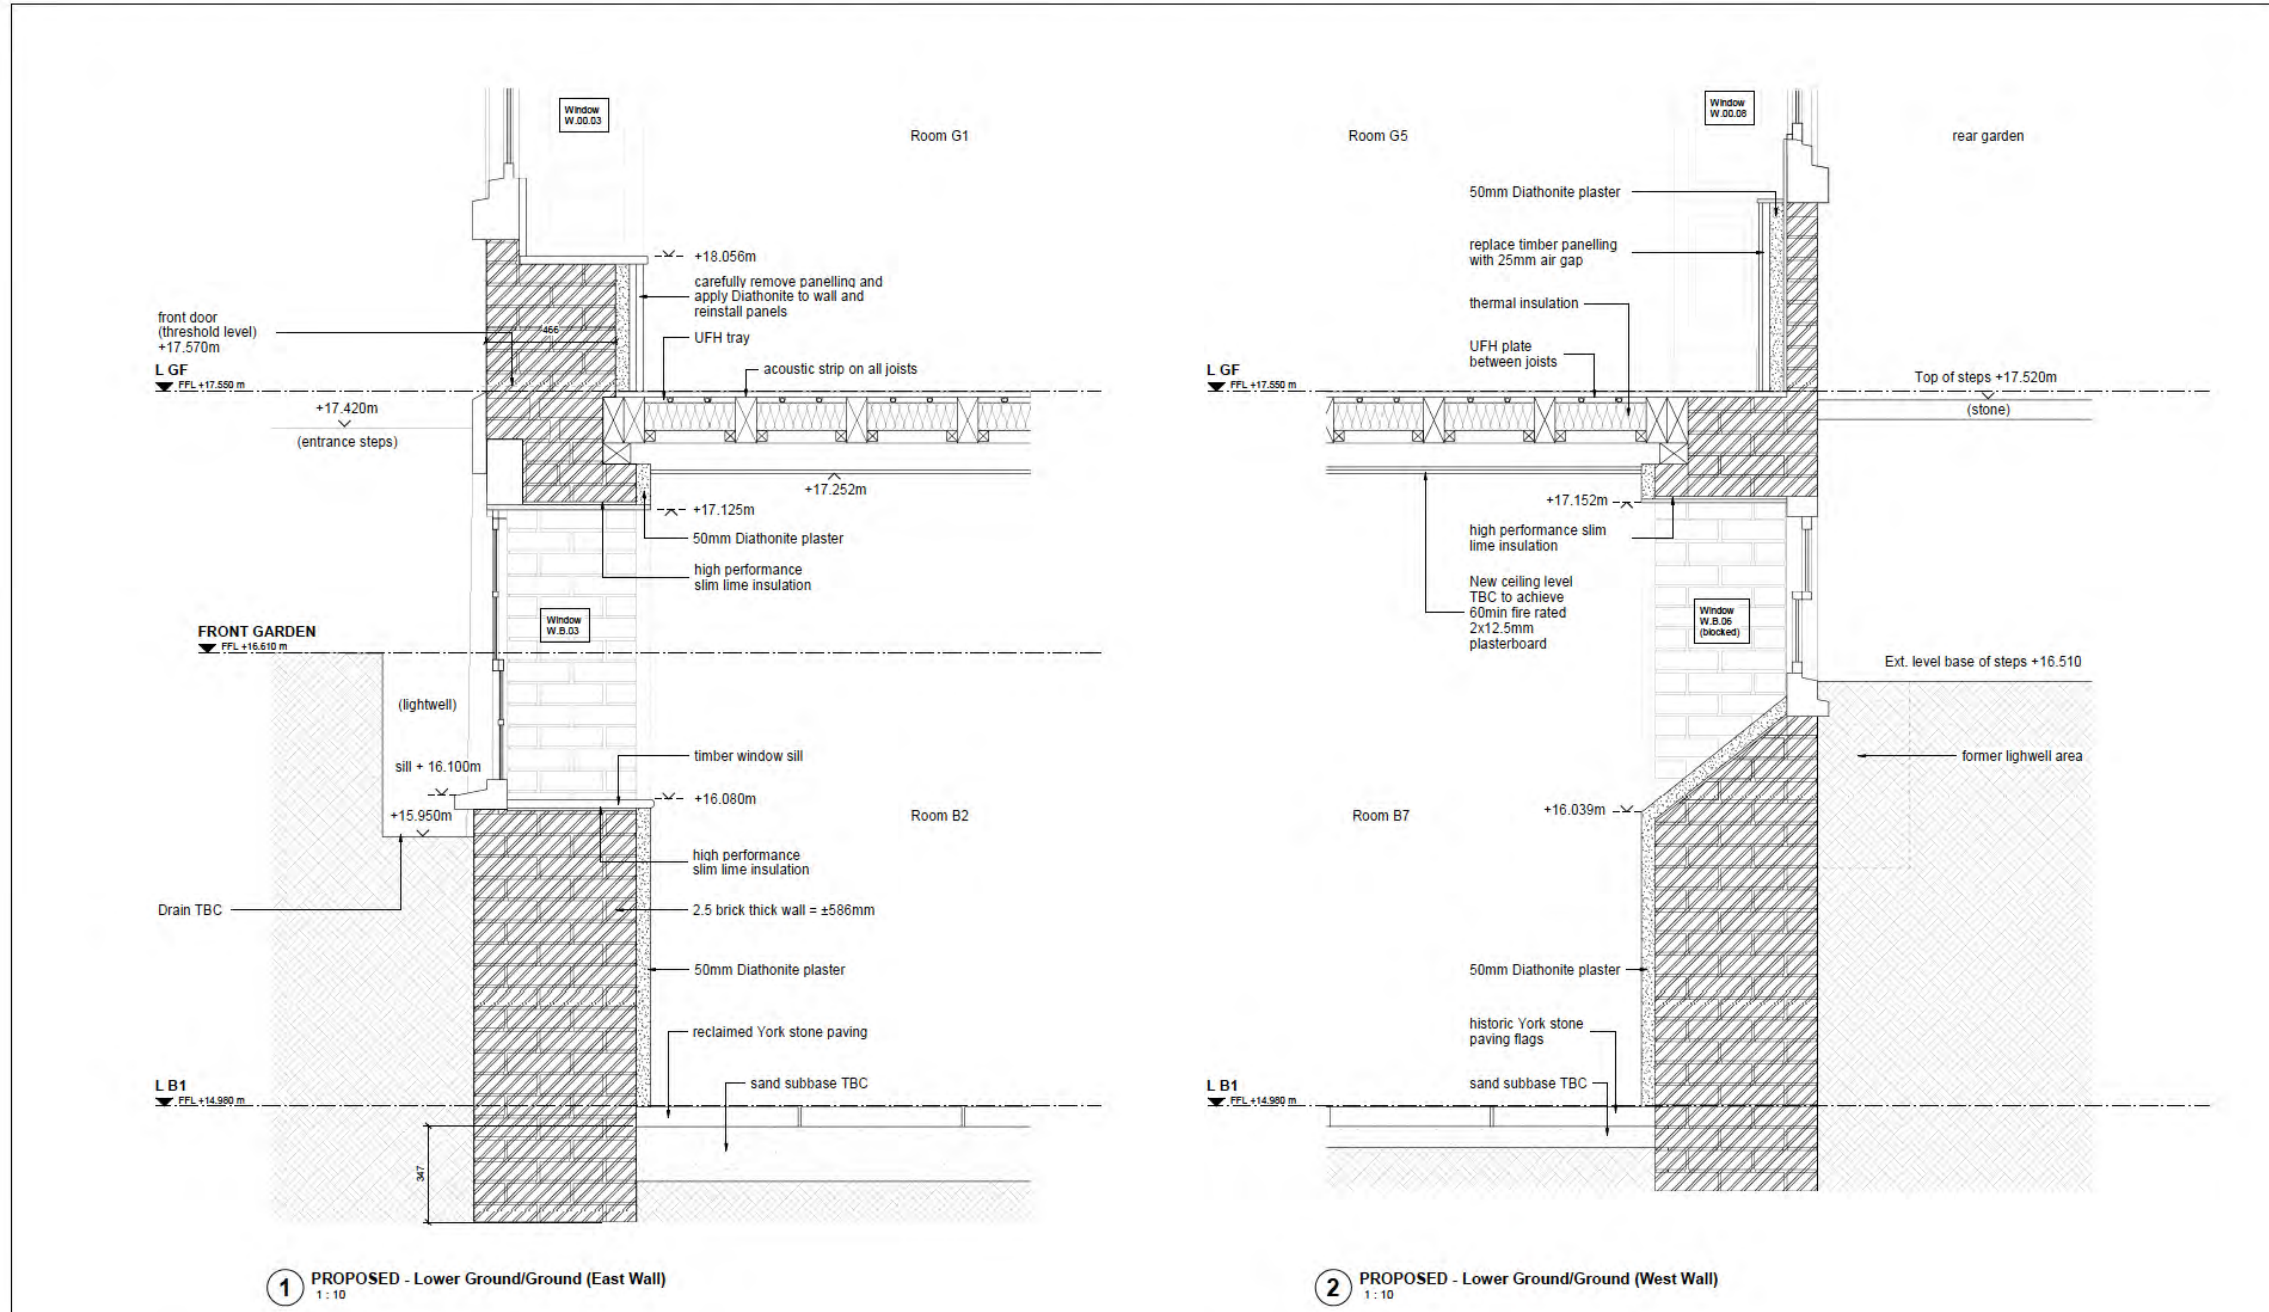 Window
W.00.03
Room G1
+18.056m
carefully remove panelling and
apply Diathonite to wall and
reinstall panels
466
front door
(threshold level)
+17.570m
UFH tray
acoustic strip on all joists
L GF
FFL +17.550 m
+17.420m
(entrance steps)
+17.252m
+17.125m
50mm Diathonite plaster
high performance
slim lime insulation
Window
W.B.03
FRONT GARDEN
FFL +16.610 m
(lightwell)
timber window sill
sill + 16.100m
+16.080m
+15.950m
Room B2
high performance
slim lime insulation
Drain TBC
2.5 brick thick wall = ±586mm
50mm Diathonite plaster
reclaimed York stone paving
sand subbase TBC
L B1
FFL +14.980 m
347
1
PROPOSED - Lower Ground/Ground (East Wall)
1 : 10
Window
W.00.08
Room G5
rear garden
50mm Diathonite plaster
replace timber panelling
with 25mm air gap
thermal insulation
UFH plate
between joists
L GF
FFL +17.550 m
Top of steps +17.520m
(stone)
+17.152m
high performance slim
lime insulation
New ceiling level
TBC to achieve
60min fire rated
2x12.5mm
plasterboard
Window
W.B.06
(blocked)
Ext. level base of steps +16.510
former lighwell area
+16.039m
Room B7
50mm Diathonite plaster
historic York stone
paving flags
sand subbase TBC
L B1
FFL +14.980 m
2
PROPOSED - Lower Ground/Ground (West Wall)
1 : 10